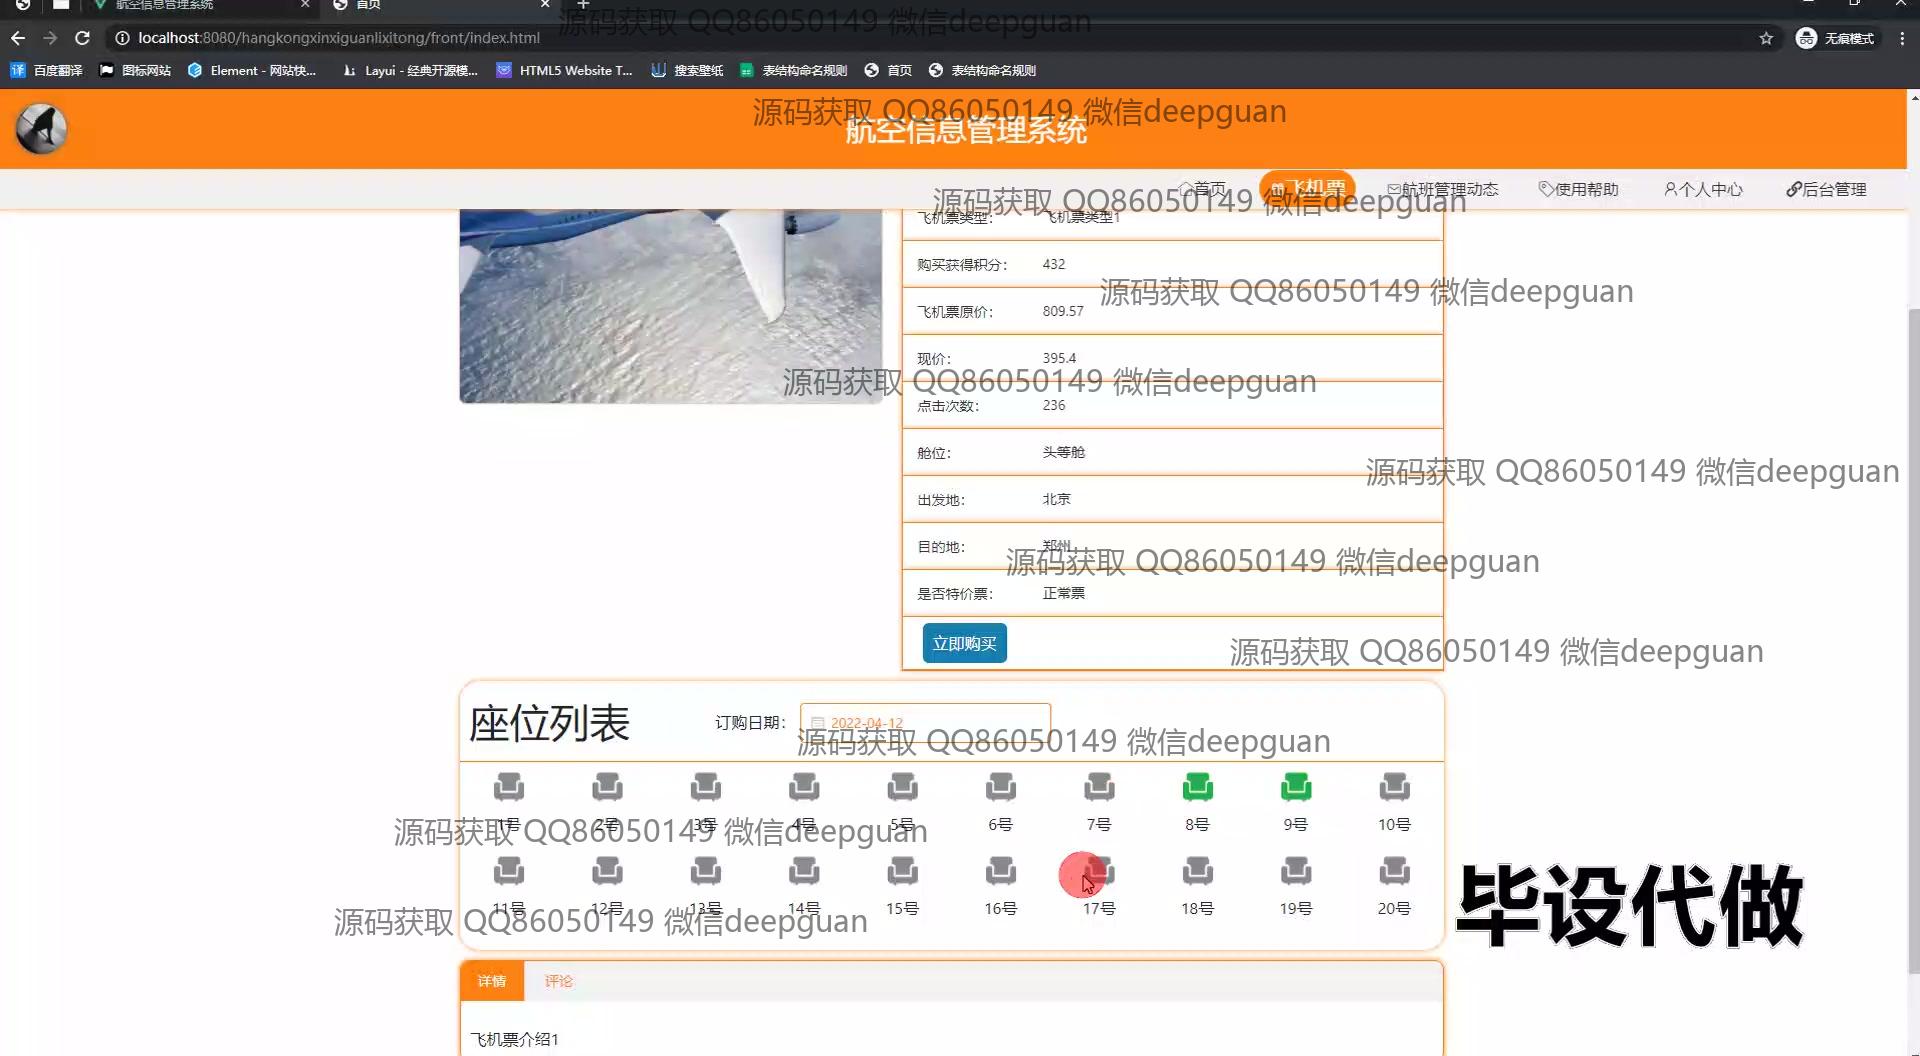 航空信息管理系统
首页
源码获取 QQ86050149 微信deepguan
localhost:8080/hangkongxinxiguanlixitong/front/index.html
无痕模式
百度翻译
图标网站
Element - 网站快...
Layui - 经典开源模...
HTML5 Website T...
搜索壁纸
表结构命名规则
首页
表结构命名规则
源码获取 QQ86050149 微信deepguan
航空信息管理系统
首页
飞机票
航班管理动态
使用帮助
个人中心
后台管理
源码获取 QQ86050149 微信deepguan
飞机票类型: 飞机票类型1
购买获得积分: 432
源码获取 QQ86050149 微信deepguan
飞机票原价: 809.57
现价: 395.4
源码获取 QQ86050149 微信deepguan
点击次数: 236
舱位: 头等舱
源码获取 QQ86050149 微信deepguan
出发地: 北京
目的地: 郑州
源码获取 QQ86050149 微信deepguan
是否特价票: 正常票
立即购买
源码获取 QQ86050149 微信deepguan
座位列表
订购日期: 2022-04-12
源码获取 QQ86050149 微信deepguan
1号 2号 3号 4号 5号 6号 7号 8号 9号 10号
源码获取 QQ86050149 微信deepguan
11号 12号 13号 14号 15号 16号 17号 18号 19号 20号
源码获取 QQ86050149 微信deepguan
毕设代做
详情 评论
飞机票介绍1